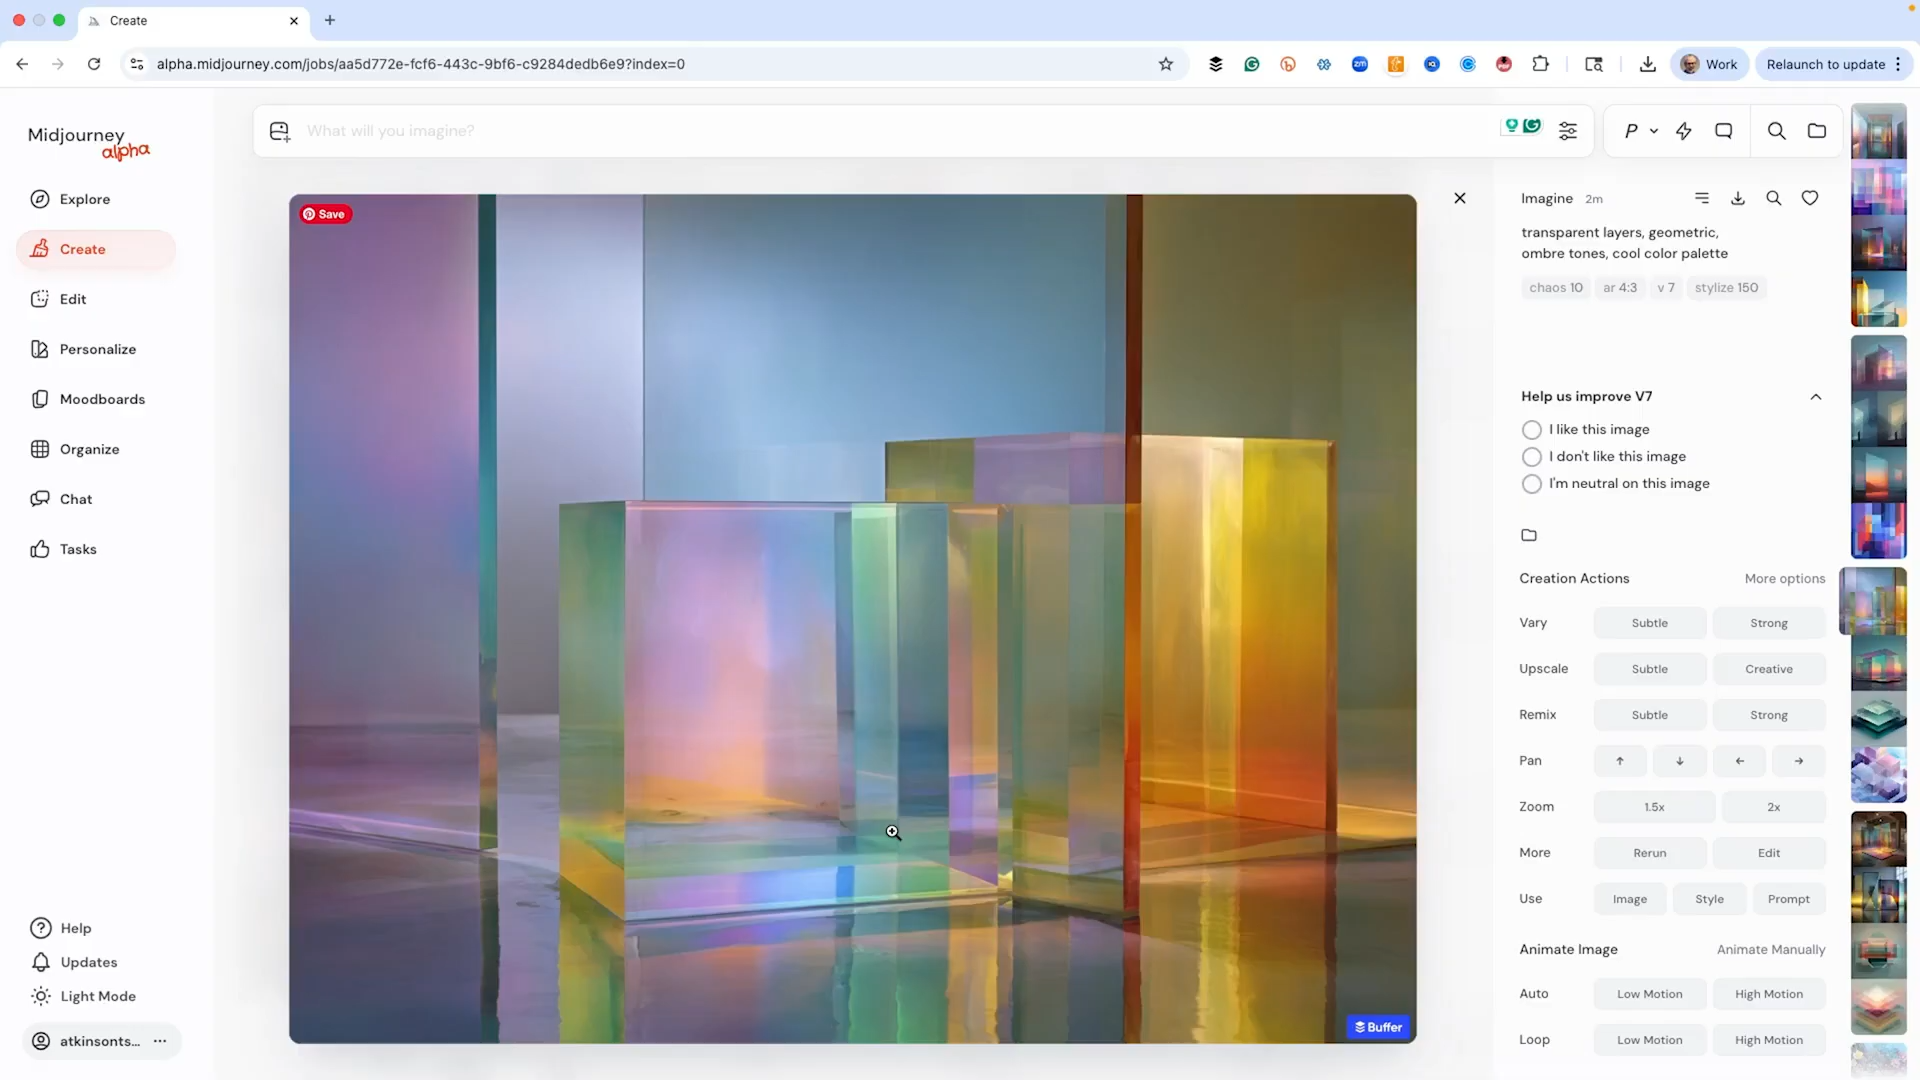 Create
alpha.midjourney.com/jobs/aa5d772e-fcf6-443c-9bf6-c9284dedb6e9?index=0
Work
Relaunch to update
Midjourney
alpha
What will you imagine?
Explore
Create
Edit
Personalize
Moodboards
Organize
Chat
Tasks
Help
Updates
Light Mode
atkinsonts...
Save
Buffer
Imagine 2m
transparent layers, geometric,
ombre tones, cool color palette
chaos 10 ar 4:3 v 7 stylize 150
Help us improve V7
I like this image
I don't like this image
I'm neutral on this image
Creation Actions More options
Vary Subtle Strong
Upscale Subtle Creative
Remix Subtle Strong
Pan
Zoom 1.5x 2x
More Rerun Edit
Use Image Style Prompt
Animate Image Animate Manually
Auto Low Motion High Motion
Loop Low Motion High Motion